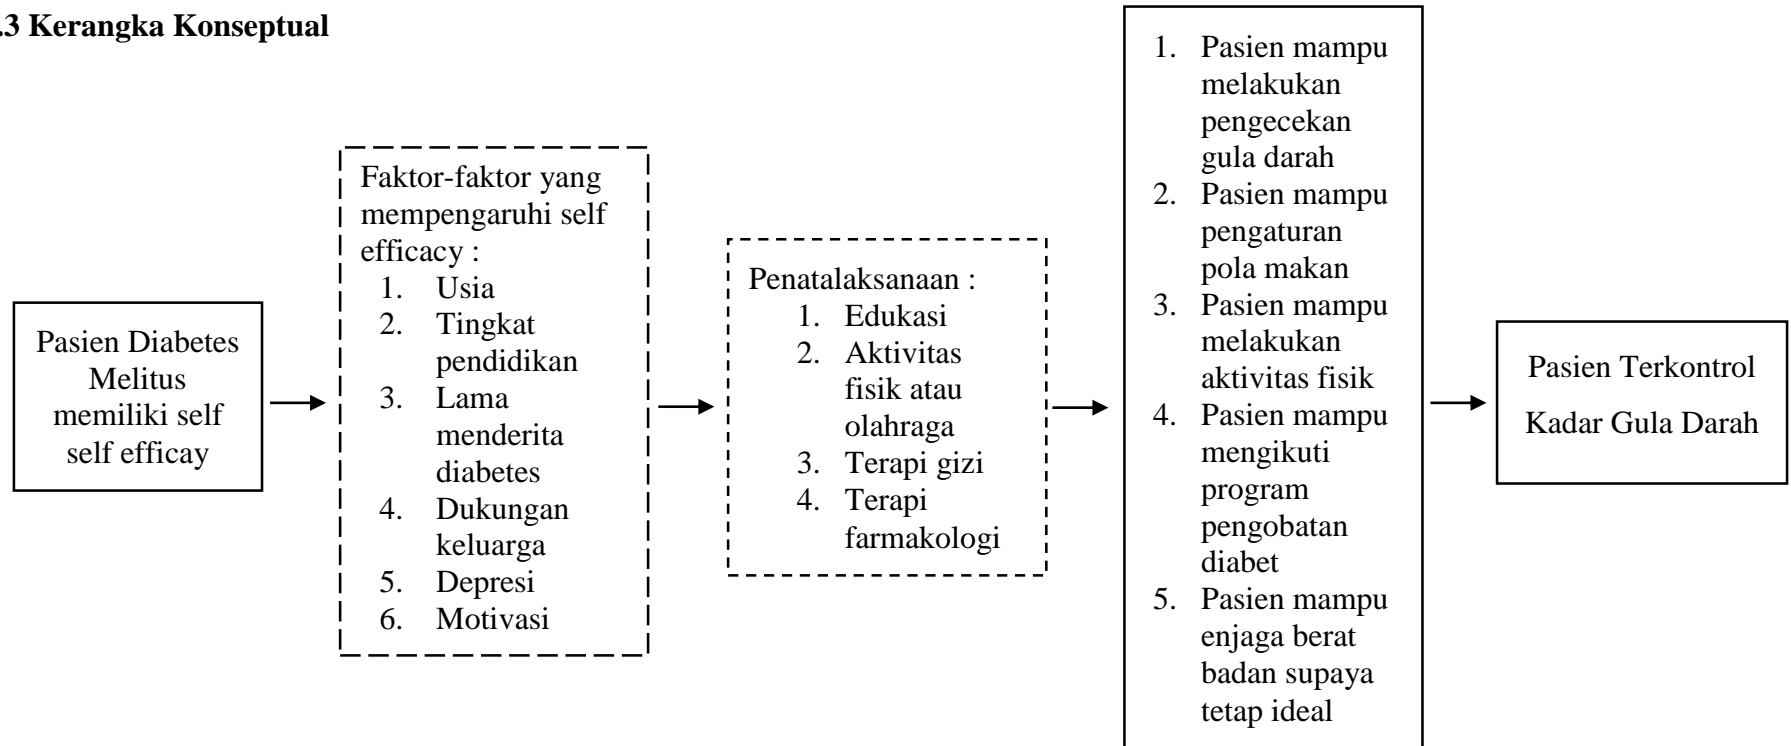 .3 Kerangka Konseptual
Pasien Diabetes
Melitus
memiliki self
self efficay
Faktor-faktor yang
mempengaruhi self
efficacy :
1. Usia
2. Tingkat
pendidikan
3. Lama
menderita
diabetes
4. Dukungan
keluarga
5. Depresi
6. Motivasi
Penatalaksanaan :
1. Edukasi
2. Aktivitas
fisik atau
olahraga
3. Terapi gizi
4. Terapi
farmakologi
1. Pasien mampu
melakukan
pengecekan
gula darah
2. Pasien mampu
pengaturan
pola makan
3. Pasien mampu
melakukan
aktivitas fisik
4. Pasien mampu
mengikuti
program
pengobatan
diabet
5. Pasien mampu
enjaga berat
badan supaya
tetap ideal
Pasien Terkontrol
Kadar Gula Darah